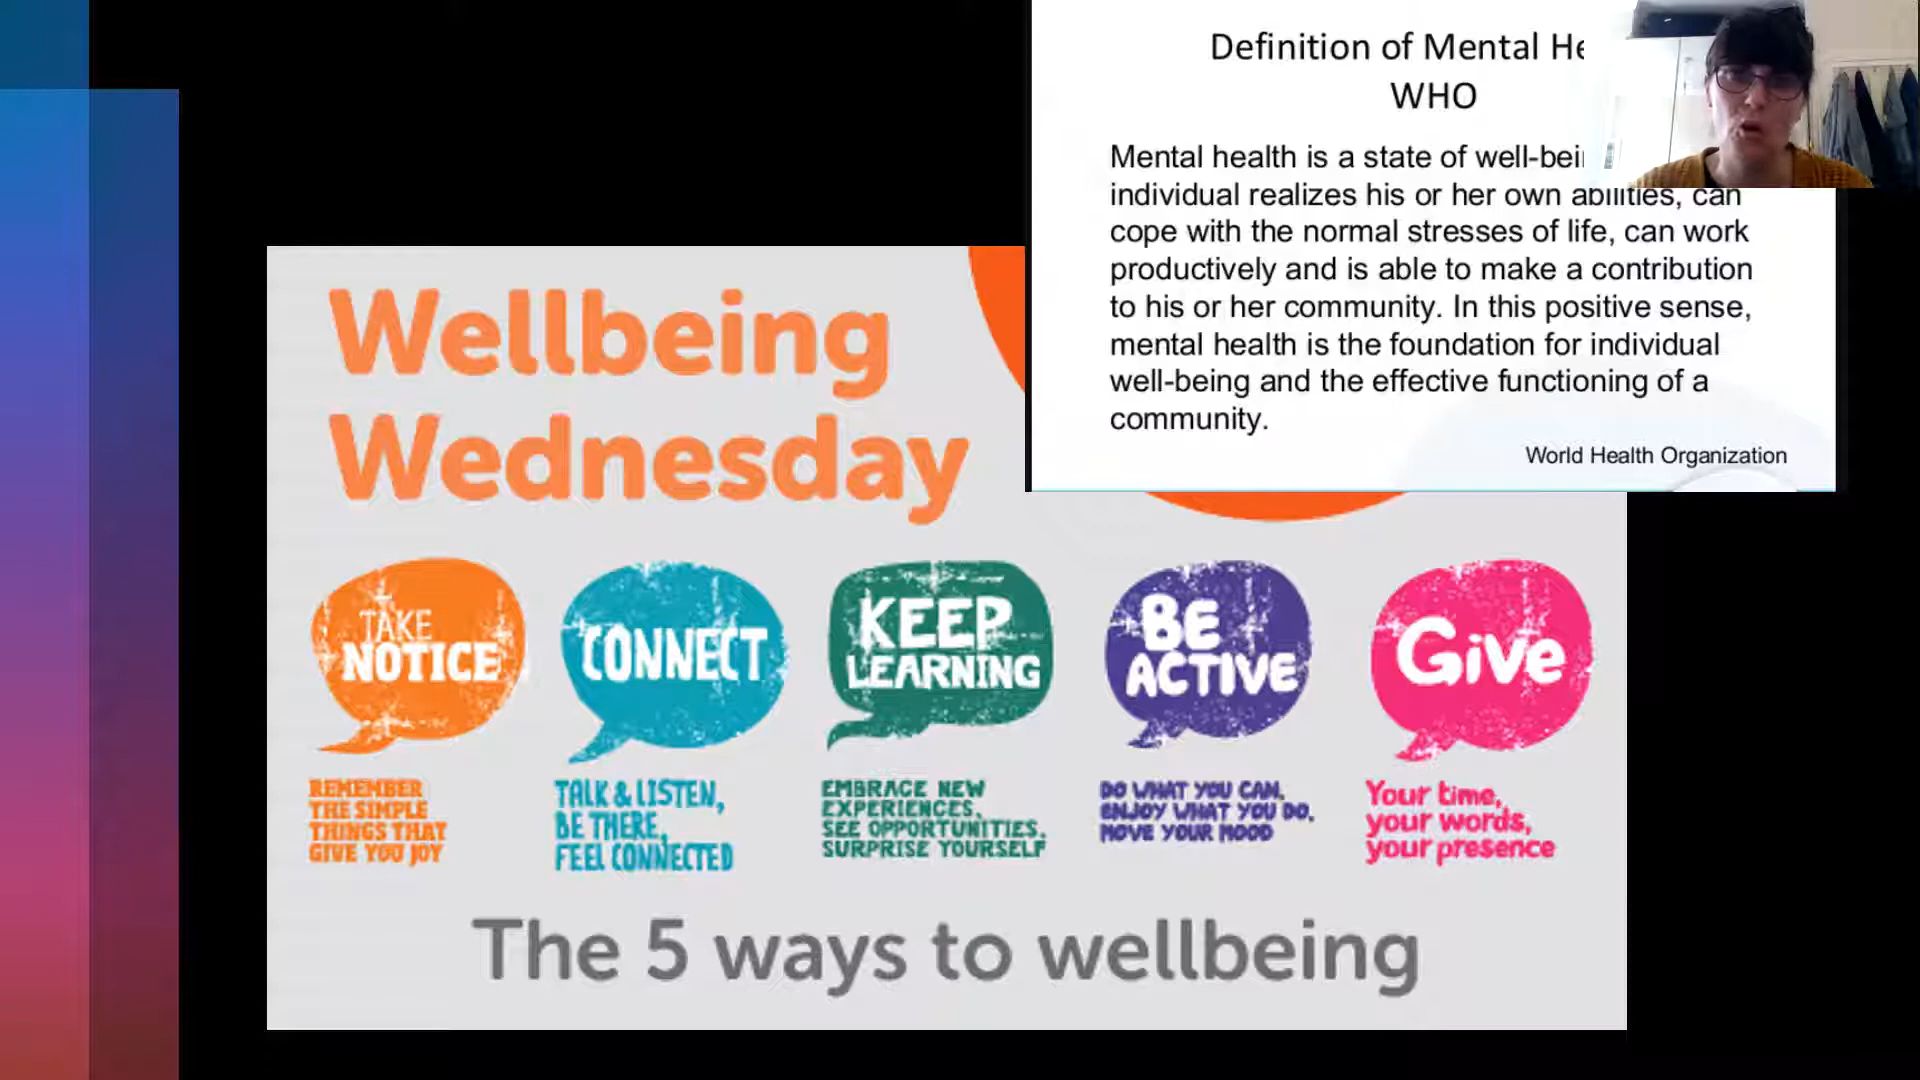 Definition of Mental He
WHO
Mental health is a state of well-bei
individual realizes his or her own abilities, can
cope with the normal stresses of life, can work
productively and is able to make a contribution
to his or her community. In this positive sense,
mental health is the foundation for individual
well-being and the effective functioning of a
community.
World Health Organization
Wellbeing
Wednesday
TAKE
NOTICE
REMEMBER
THE SIMPLE
THINGS THAT
GIVE YOU JOY
CONNECT
TALK & LISTEN,
BE THERE,
FEEL CONNECTED
KEEP
LEARNING
EMBRACE NEW
EXPERIENCES,
SEE OPPORTUNITIES,
SURPRISE YOURSELF
BE
ACTIVE
DO WHAT YOU CAN,
ENJOY WHAT YOU DO,
MOVE YOUR MOOD
Give
Your time,
your words,
your presence
The 5 ways to wellbeing